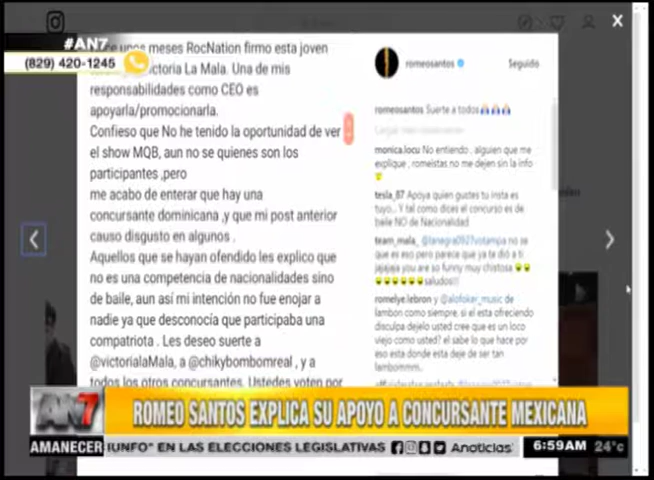 #AN7
(829) 420-1245
unos meses RocNation firmo esta joven
Victoria La Mala. Una de mis
responsabilidades como CEO es
apoyarla/promocionarla.
Confieso que No he tenido la oportunidad de ver
el show MQB, aun no se quienes son los
participantes ,pero
me acabo de enterar que hay una
concursante dominicana ,y que mi post anterior
causo disgusto en algunos .
Aquellos que se hayan ofendido les explico que
no es una competencia de nacionalidades sino
de baile, aun asi mi intención no fue enojar a
nadie ya que desconocía que participaba una
compatriota . Les deseo suerte a
@victorialaMala, a @chikybombomreal , y a
todos los otros concursantes. Ustedes voten por
romeosantos
Seguido
romeosantos Suerte a todos
monica.locu No entiendo , alguien que me
explique , romeistas no me dejen sin la info
tesla_87 Apoya quien gustes tu insta es
tuyo... Y tal como dices el concurso es de
baile NO de Nacionalidad
team_mala_ @lanegra0927votampa no se
que es eso pero parece que ya te dió a ti
jajajaja you are so funny muy chistosa
saludos!!!
romelye.lebron y @alofoker_music de
lambon como siempre, si el esta ofreciendo
disculpa dejelo usted cree que es un loco
viejo como usted? el sabe lo que hace por
eso esta donde esta deje de ser tan
lambommm.
AN7
AMANECER
ROMEO SANTOS EXPLICA SU APOYO A CONCURSANTE MEXICANA
IUNFO" EN LAS ELECCIONES LEGISLATIVAS
Anoticias7
6:59AM
24°c